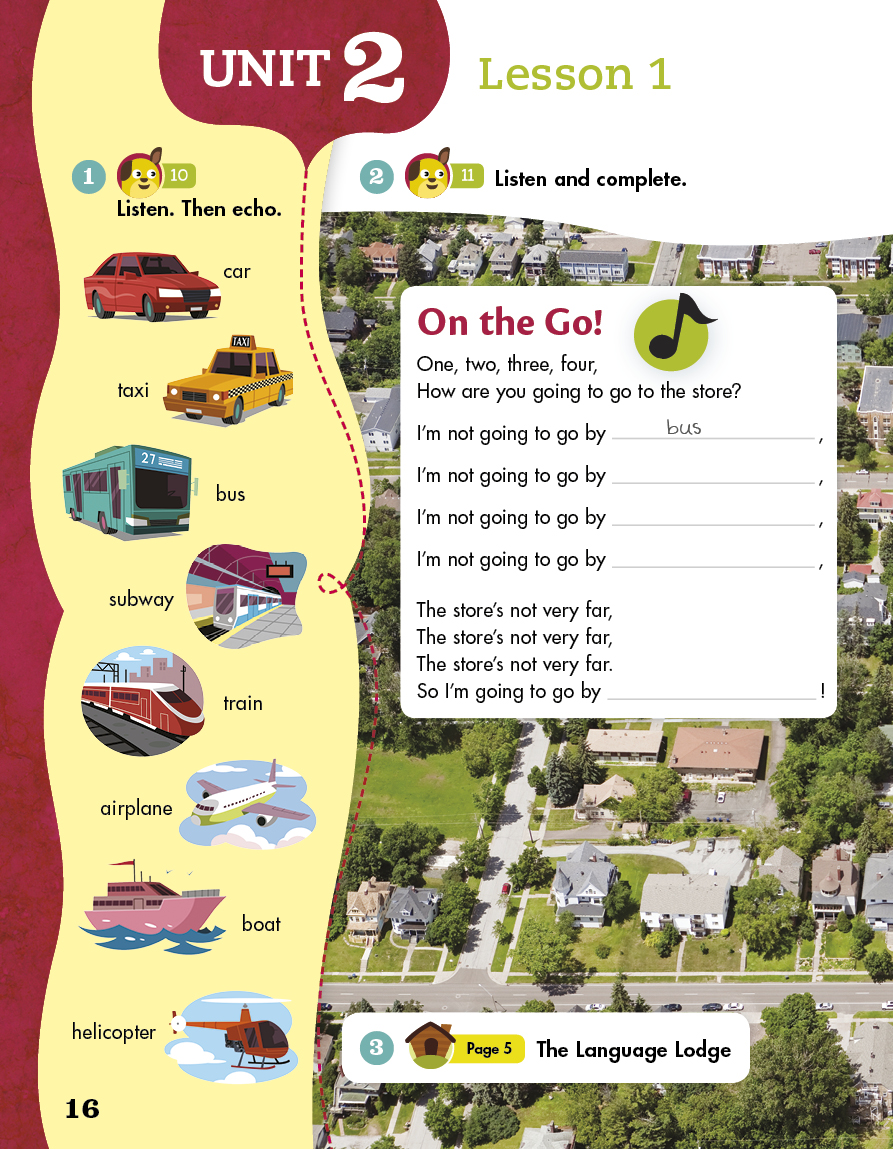 UNIT 2
Lesson 1
1
10
Listen. Then echo.
car
TAXI
taxi
27
bus
subway
train
airplane
boat
helicopter
2
11
Listen and complete.
On the Go!
One, two, three, four,
How are you going to go to the store?
I'm not going to go by bus ,
I'm not going to go by ,
I'm not going to go by ,
I'm not going to go by ,
The store's not very far,
The store's not very far,
The store's not very far.
So I'm going to go by !
3
Page 5
The Language Lodge
16